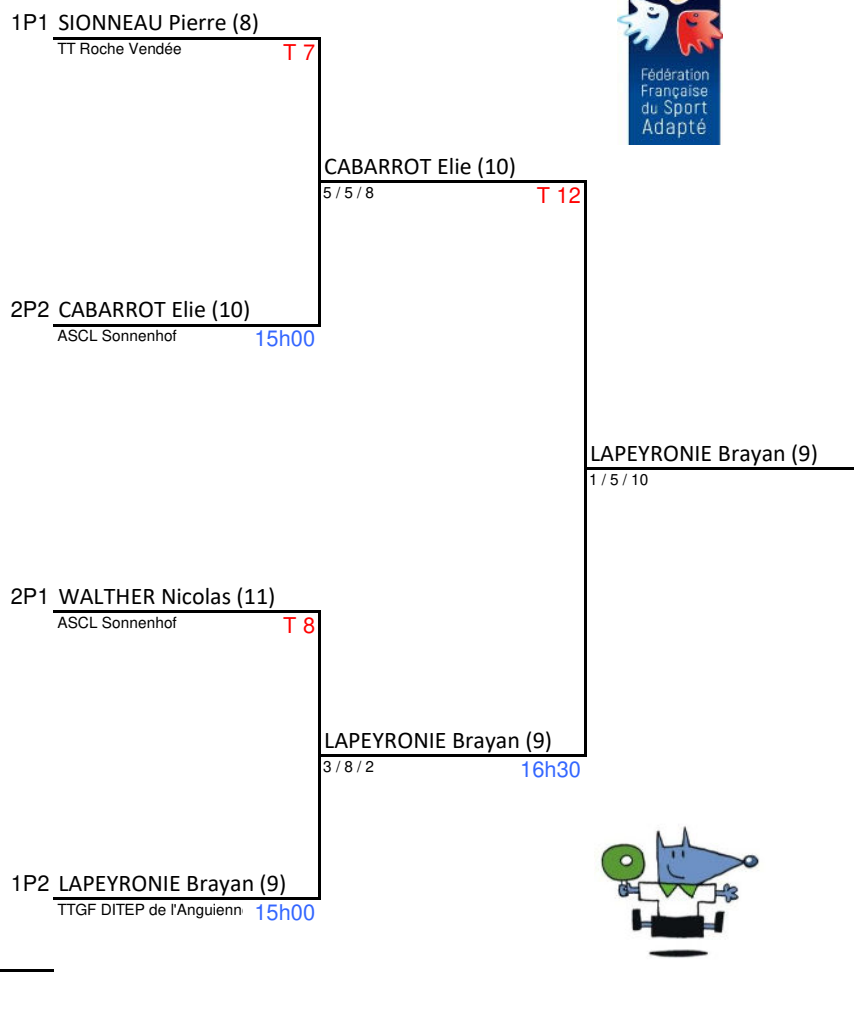 1P1 SIONNEAU Pierre (8)
TT Roche Vendée
T 7
Fédération
Française
du Sport
Adapté
CABARROT Elie (10)
5 / 5 / 8
T 12
2P2 CABARROT Elie (10)
ASCL Sonnenhof
15h00
LAPEYRONIE Brayan (9)
1 / 5 / 10
2P1 WALTHER Nicolas (11)
ASCL Sonnenhof
T 8
LAPEYRONIE Brayan (9)
3 / 8 / 2
16h30
1P2 LAPEYRONIE Brayan (9)
TTGF DITEP de l'Anguienn
15h00